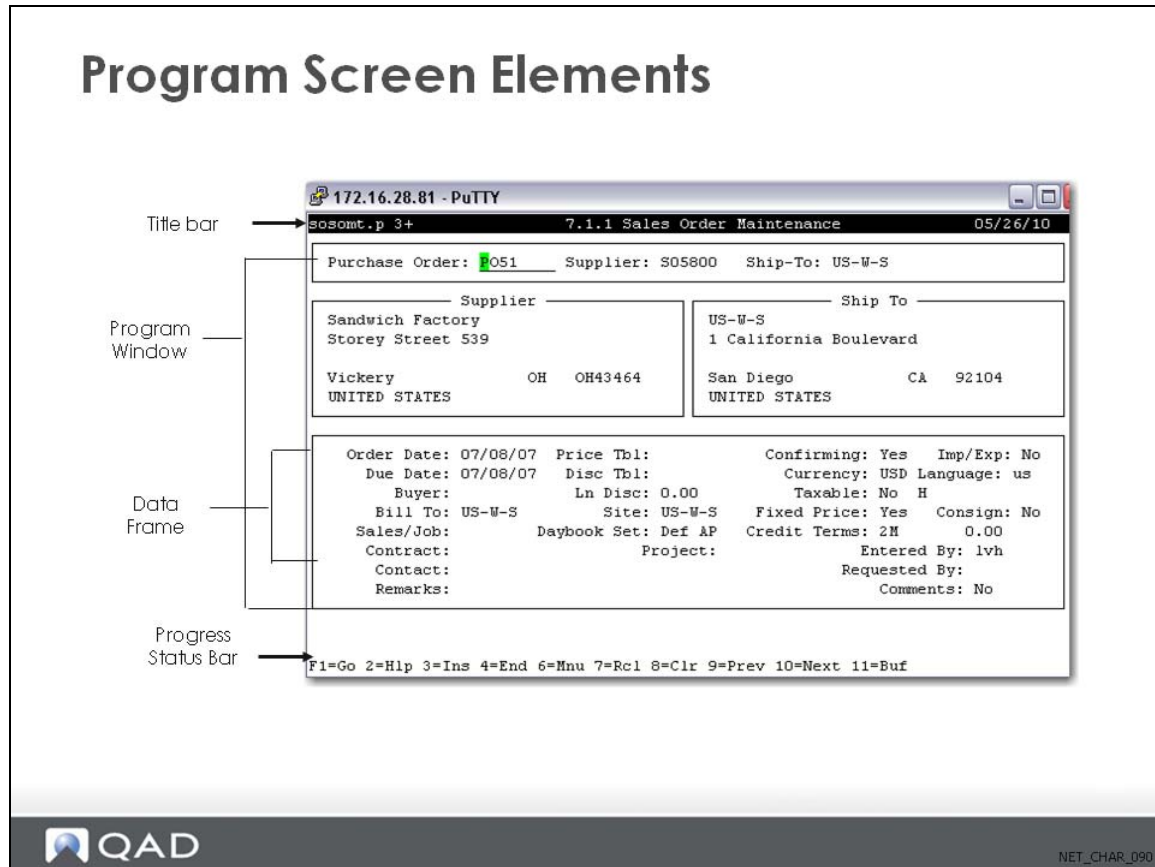 Program Screen Elements
172.16.28.81 - PuTTY
Title bar
sosomt.p 3+ 7.1.1 Sales Order Maintenance 05/26/10
Purchase Order: PO51 Supplier: S05800 Ship-To: US-W-S
Program
Window
Supplier
Sandwich Factory
Storey Street 539
Vickery OH OH43464
UNITED STATES
Ship To
US-W-S
1 California Boulevard
San Diego CA 92104
UNITED STATES
Data
Frame
Order Date: 07/08/07 Price Tbl: Confirming: Yes Imp/Exp: No
Due Date: 07/08/07 Disc Tbl: Currency: USD Language: us
Buyer: Ln Disc: 0.00 Taxable: No H
Bill To: US-W-S Site: US-W-S Fixed Price: Yes Consign: No
Sales/Job: Daybook Set: Def AP Credit Terms: 2M 0.00
Contract: Project: Entered By: lvh
Contact: Requested By:
Remarks: Comments: No
Progress
Status Bar
F1=Go 2=Hlp 3=Ins 4=End 6=Mnu 7=Rcl 8=Clr 9=Prev 10=Next 11=Buf
QAD
NET_CHAR_090